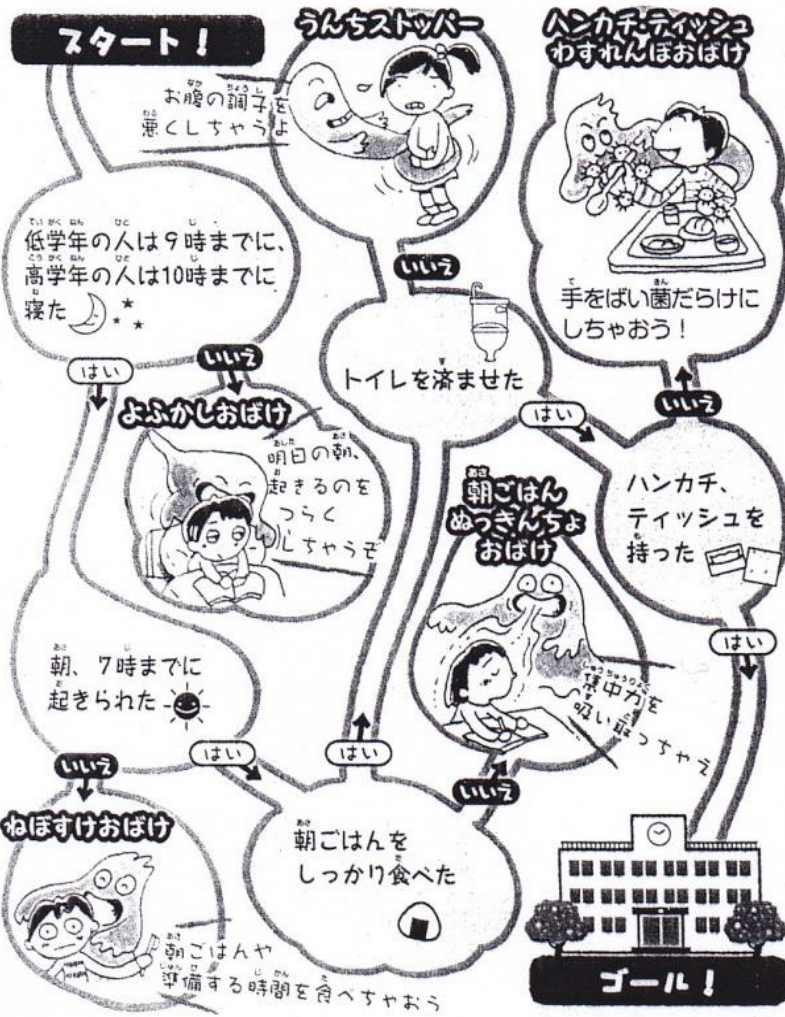 スタート！
うんちストッパー
お腹の調子を
悪くしちゃうよ
ハンカチ・ティッシュ
わすれんぼおばけ
手をばい菌だらけに
しちゃおう！
低学年の人は9時までに、
高学年の人は10時までに
寝た
はい
いいえ
よふかしおばけ
明日の朝、
起きるのを
つらく
しちゃうぞ
いいえ
トイレを済ませた
はい
いいえ
ハンカチ、
ティッシュを
持った
はい
朝ごはん
ぬっきんちょ
おばけ
集中力を
吸い取っちゃえ
朝、7時までに
起きられた
いいえ
はい
はい
いいえ
ねぼすけおばけ
朝ごはんや
準備する時間を食べちゃおう
朝ごはんを
しっかり食べた
ゴール！